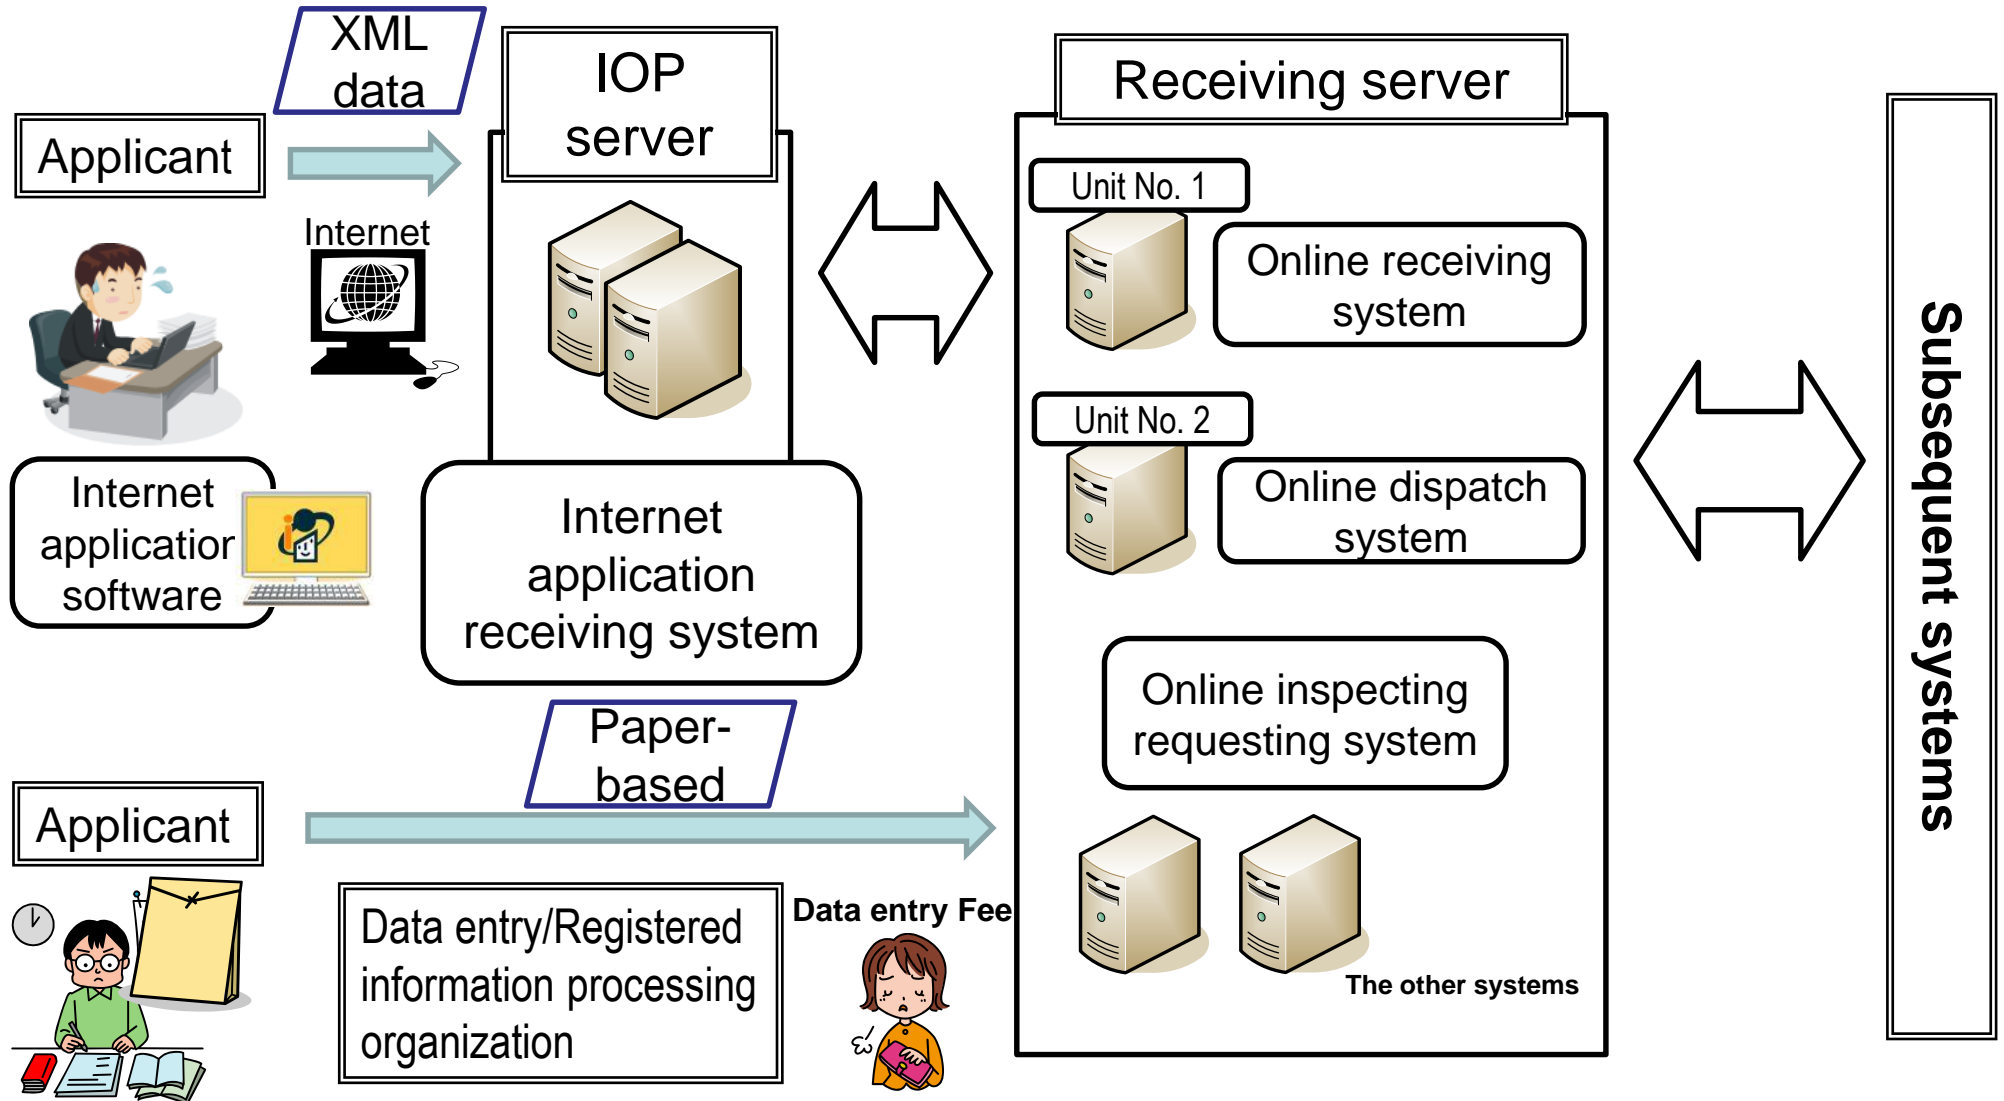 XML
data
Applicant
Internet
Internet
application
software
IOP
server
Internet
application
receiving system
Receiving server
Unit No. 1
Online receiving
system
Unit No. 2
Online dispatch
system
Online inspecting
requesting system
The other systems
Subsequent systems
Paper-
based
Applicant
Data entry/Registered
information processing
organization
Data entry Fee